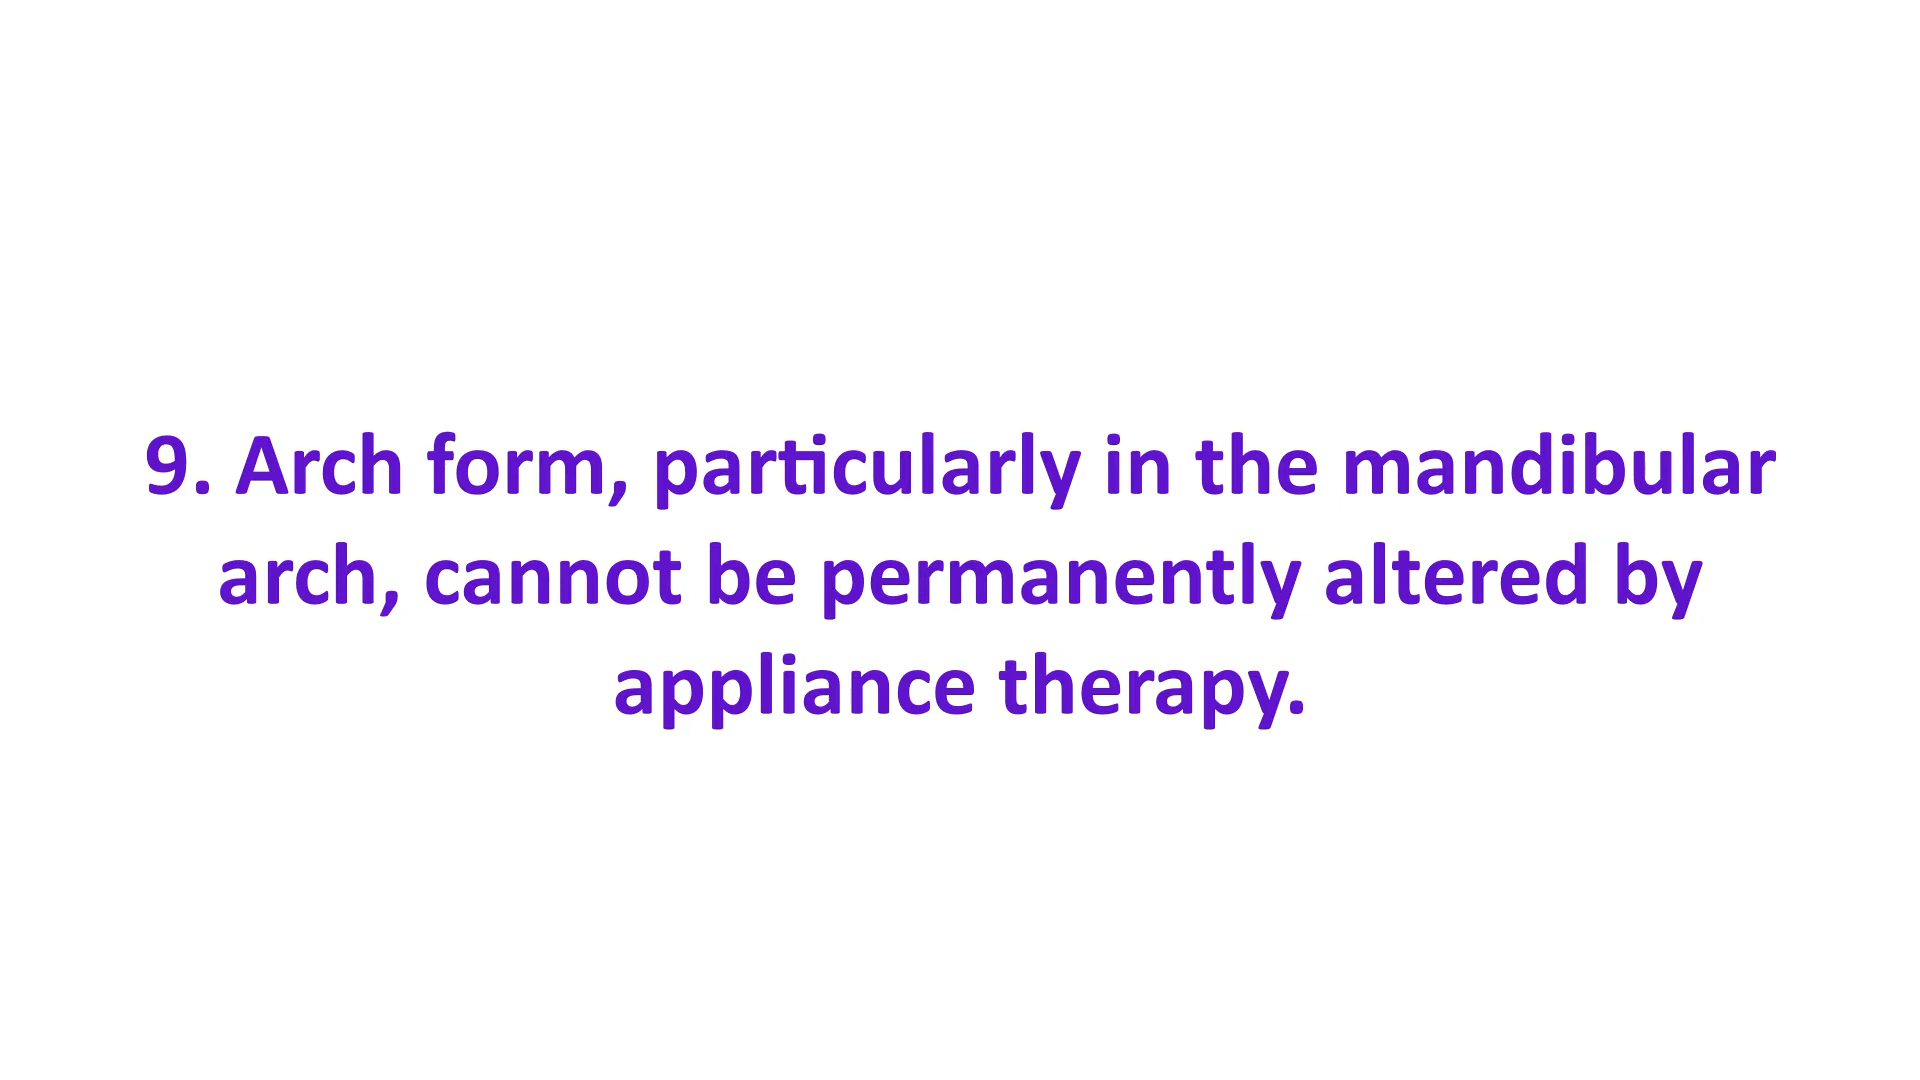 9. Arch form, particularly in the mandibular
arch, cannot be permanently altered by
appliance therapy.